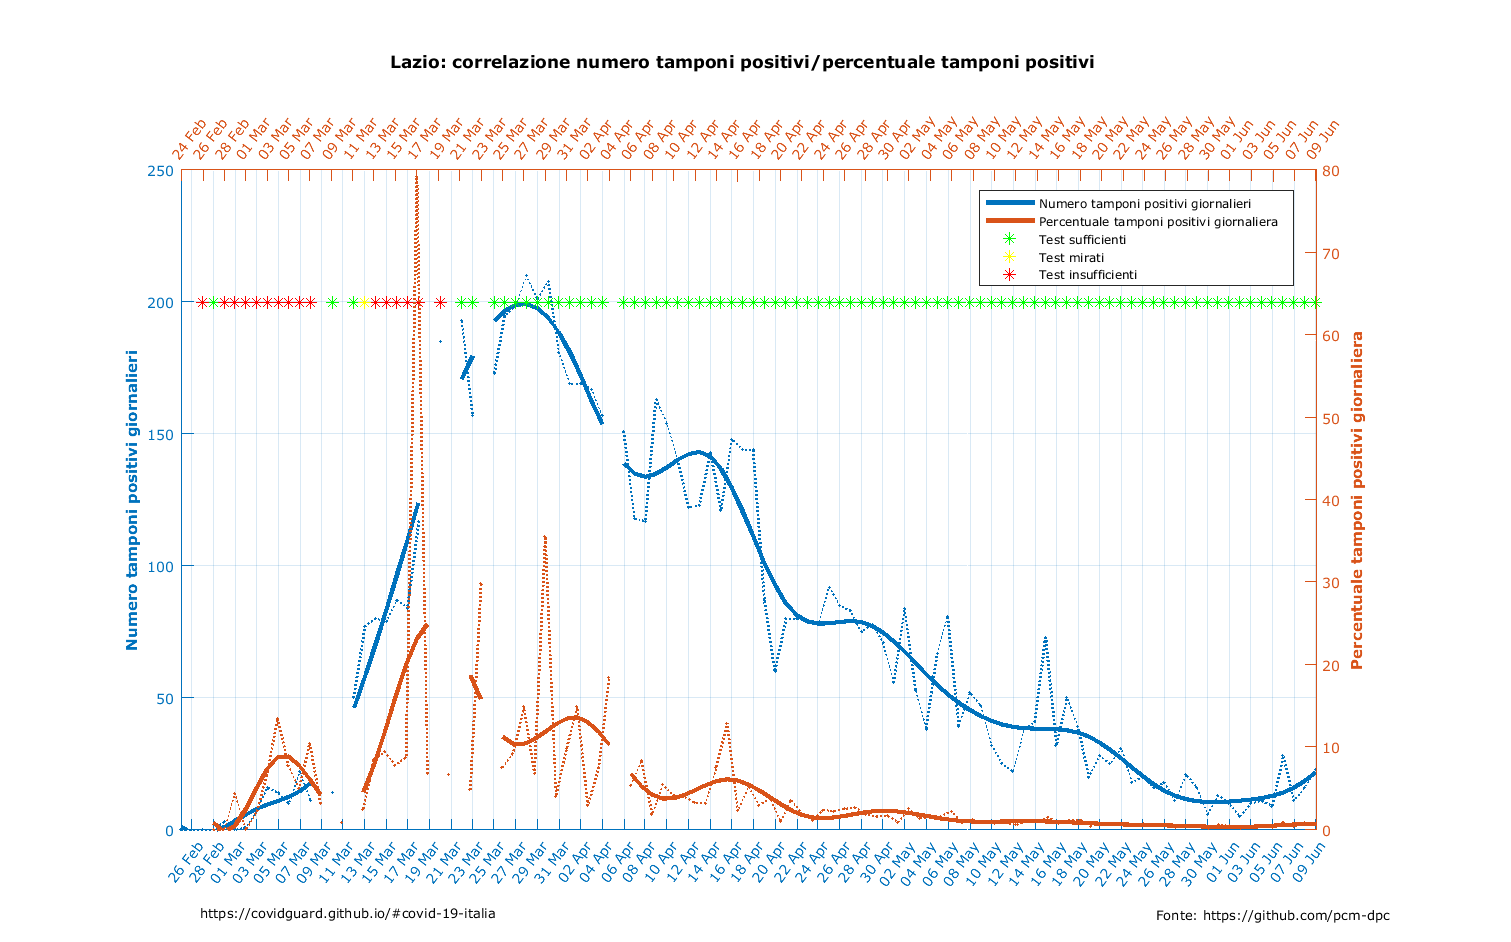 Lazio: correlazione numero tamponi positivi/percentuale tamponi positivi
24 Feb 26 Feb 28 Feb 01 Mar 03 Mar 05 Mar 07 Mar 09 Mar 11 Mar 13 Mar 15 Mar 17 Mar 19 Mar 21 Mar 23 Mar 25 Mar 27 Mar 29 Mar 31 Mar 02 Apr 04 Apr 06 Apr 08 Apr 10 Apr 12 Apr 14 Apr 16 Apr 18 Apr 20 Apr 22 Apr 24 Apr 26 Apr 28 Apr 30 Apr 02 May 04 May 06 May 08 May 10 May 12 May 14 May 16 May 18 May 20 May 22 May 24 May 26 May 28 May 30 May 01 Jun 03 Jun 05 Jun 07 Jun 09 Jun
250
200
150
100
50
0
Numero tamponi positivi giornalieri
Numero tamponi positivi giornalieri
Percentuale tamponi positivi giornaliera
Test sufficienti
Test mirati
Test insufficienti
80
70
60
50
40
30
20
10
0
Percentuale tamponi positivi giornaliera
26 Feb 28 Feb 01 Mar 03 Mar 05 Mar 07 Mar 09 Mar 11 Mar 13 Mar 15 Mar 17 Mar 19 Mar 21 Mar 23 Mar 25 Mar 27 Mar 29 Mar 31 Mar 02 Apr 04 Apr 06 Apr 08 Apr 10 Apr 12 Apr 14 Apr 16 Apr 18 Apr 20 Apr 22 Apr 24 Apr 26 Apr 28 Apr 30 Apr 02 May 04 May 06 May 08 May 10 May 12 May 14 May 16 May 18 May 20 May 22 May 24 May 26 May 28 May 30 May 01 Jun 03 Jun 05 Jun 07 Jun 09 Jun
https://covidguard.github.io/#covid-19-italia
Fonte: https://github.com/pcm-dpc